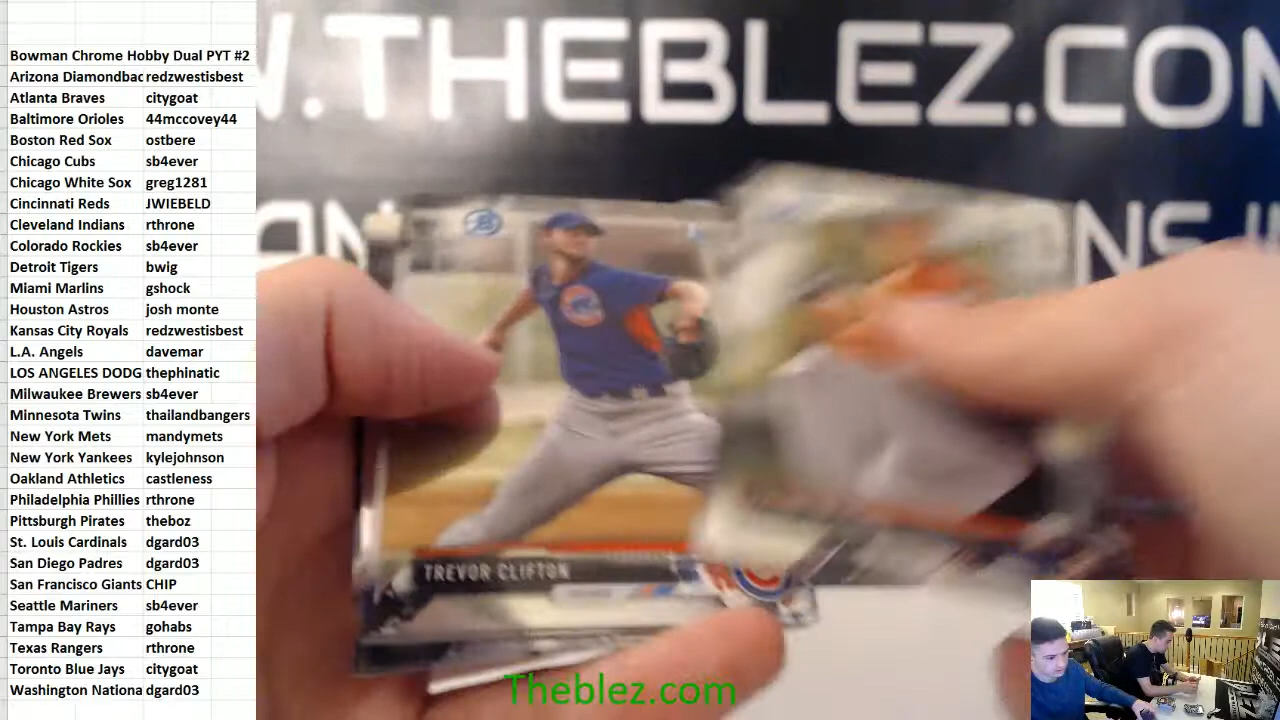 Bowman Chrome Hobby Dual PYT #2
Arizona Diamondbac redzwestisbest
Atlanta Braves citygoat
Baltimore Orioles 44mccovey44
Boston Red Sox ostbere
Chicago Cubs sb4ever
Chicago White Sox greg1281
Cincinnati Reds JWIEBELD
Cleveland Indians rthrone
Colorado Rockies sb4ever
Detroit Tigers bwig
Miami Marlins gshock
Houston Astros josh monte
Kansas City Royals redzwestisbest
L.A. Angels davemar
LOS ANGELES DODG thephinatic
Milwaukee Brewers sb4ever
Minnesota Twins thailandbangers
New York Mets mandymets
New York Yankees kylejohnson
Oakland Athletics castleness
Philadelphia Phillies rthrone
Pittsburgh Pirates theboz
St. Louis Cardinals dgard03
San Diego Padres dgard03
San Francisco Giants CHIP
Seattle Mariners sb4ever
Tampa Bay Rays gohabs
Texas Rangers rthrone
Toronto Blue Jays citygoat
Washington Nationa dgard03
W.THEBLEZ.COM
TREVOR CLIFTON
Theblez.com